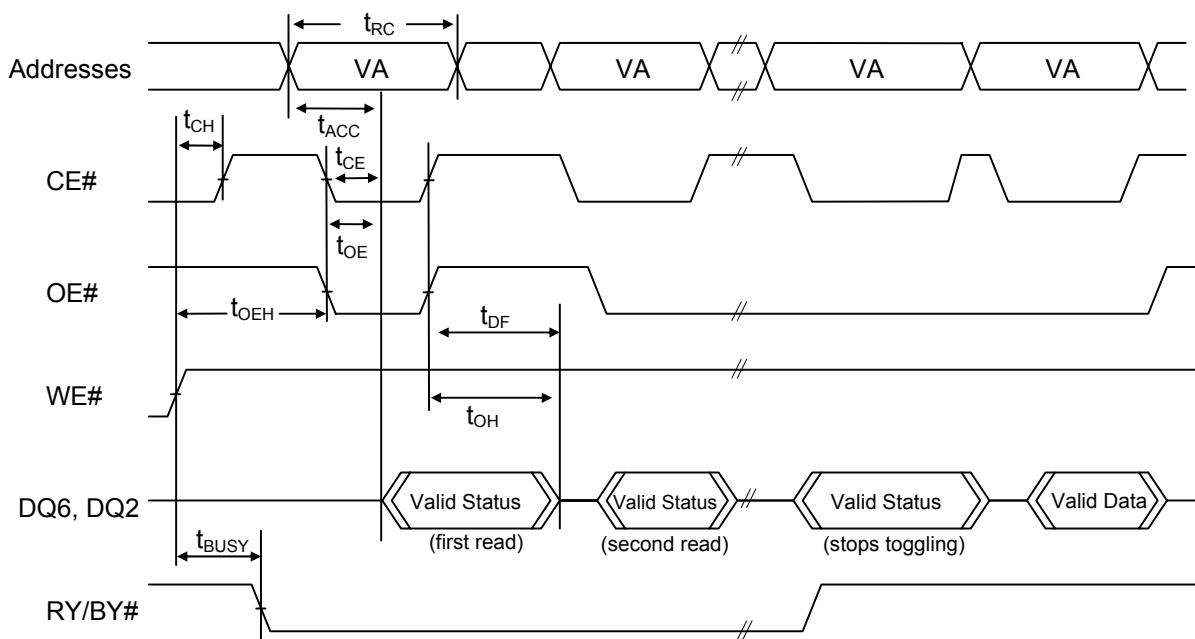 tRC
Addresses VA VA VA VA
tCH
tACC
tCE
CE#
tOE
OE#
tOEH
tDF
WE#
tOH
DQ6, DQ2 Valid Status Valid Status Valid Status Valid Data
(first read) (second read) (stops toggling)
tBUSY
RY/BY#